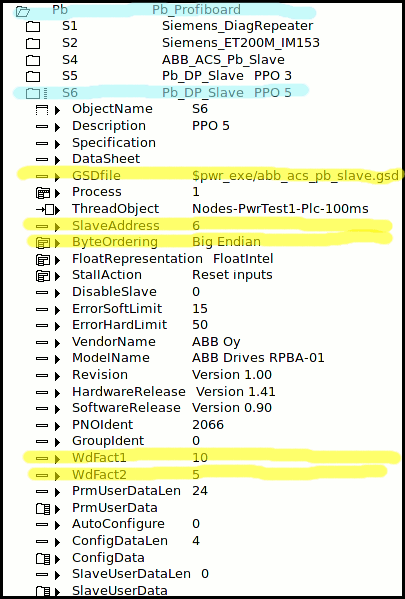 Pb Pb_Profiboard
S1 Siemens_DiagRepeater
S2 Siemens_ET200M_IM153
S4 ABB_ACS_Pb_Slave
S5 Pb_DP_Slave PPO 3
S6 Pb_DP_Slave PPO 5
ObjectName S6
Description PPO 5
Specification
DataSheet
GSDfile $pwr_exe/abb_acs_pb_slave.gsd
Process 1
ThreadObject Nodes-PwrTest1-Plc-100ms
SlaveAddress 6
ByteOrdering Big Endian
FloatRepresentation FloatIntel
StallAction Reset inputs
DisableSlave 0
ErrorSoftLimit 15
ErrorHardLimit 50
VendorName ABB Oy
ModelName ABB Drives RPBA-01
Revision Version 1.00
HardwareRelease Version 1.41
SoftwareRelease Version 0.90
PNOIdent 2066
GroupIdent 0
WdFact1 10
WdFact2 5
PrmUserDataLen 24
PrmUserData
AutoConfigure 0
ConfigDataLen 4
ConfigData
SlaveUserDataLen 0
SlaveUserData